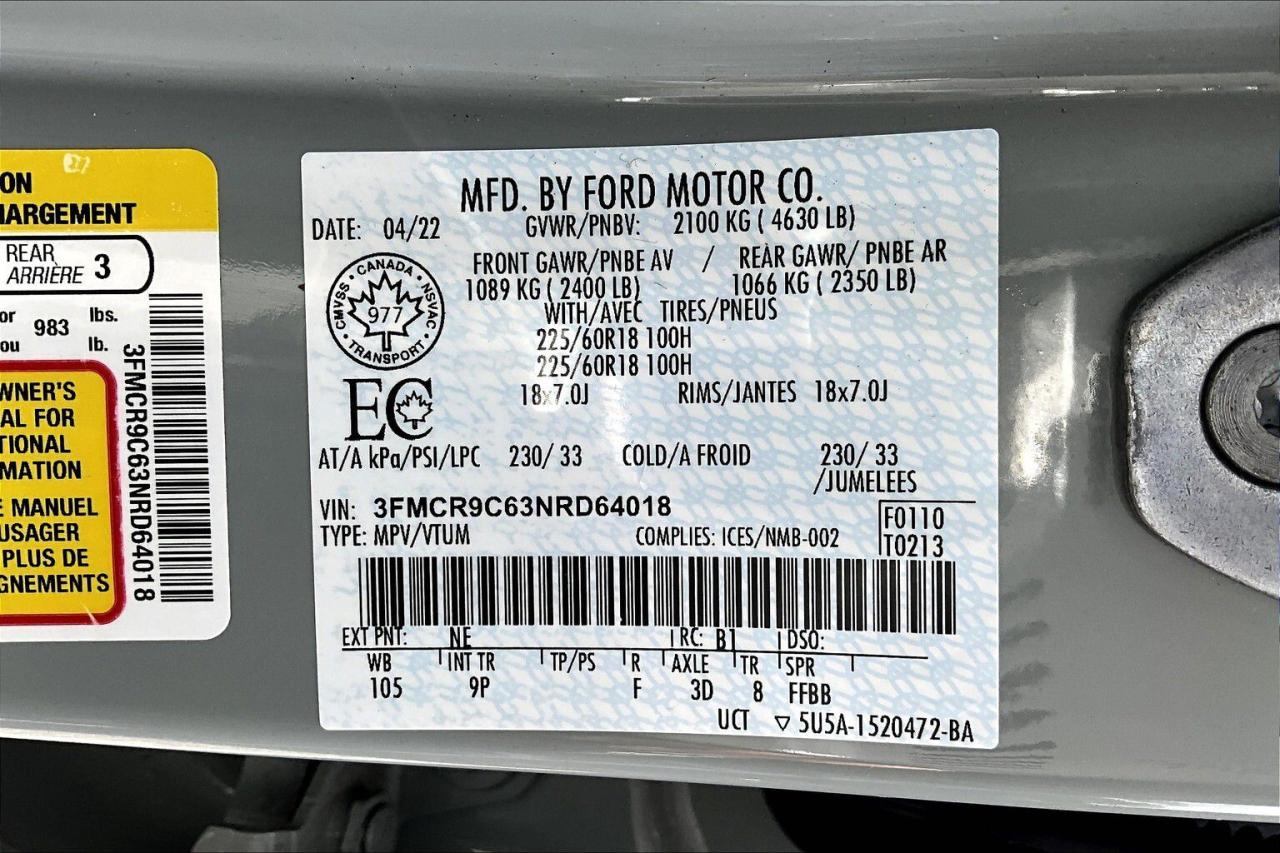 ON
HARGEMENT
REAR
ARRIÈRE 3
or 983 lbs.
ou lb.
WNER'S
AL FOR
TIONAL
MATION
E MANUEL
USAGER
PLUS DE
GNEMENTS
3FMCR9C63NRD64018
MFD. BY FORD MOTOR CO.
DATE: 04/22 GVWR/PNBV: 2100 KG ( 4630 LB)
FRONT GAWR/PNBE AV / REAR GAWR/ PNBE AR
1089 KG ( 2400 LB) 1066 KG ( 2350 LB)
WITH/AVEC TIRES/PNEUS
225/60R18 100H
225/60R18 100H
18x7.0J RIMS/JANTES 18x7.0J
CANADA
CMVSS 977 NSVAC
TRANSPORT
EC
AT/A kPa/PSI/LPC 230/ 33 COLD/A FROID 230/ 33
/JUMELEES
VIN: 3FMCR9C63NRD64018 F0110
TYPE: MPV/VTUM COMPLIES: ICES/NMB-002 T0213
EXT PNT: NE RC: B1 DSO:
WB INT TR TP/PS R AXLE TR SPR
105 9P F 3D 8 FFBB
UCT ▽ 5U5A-1520472-BA